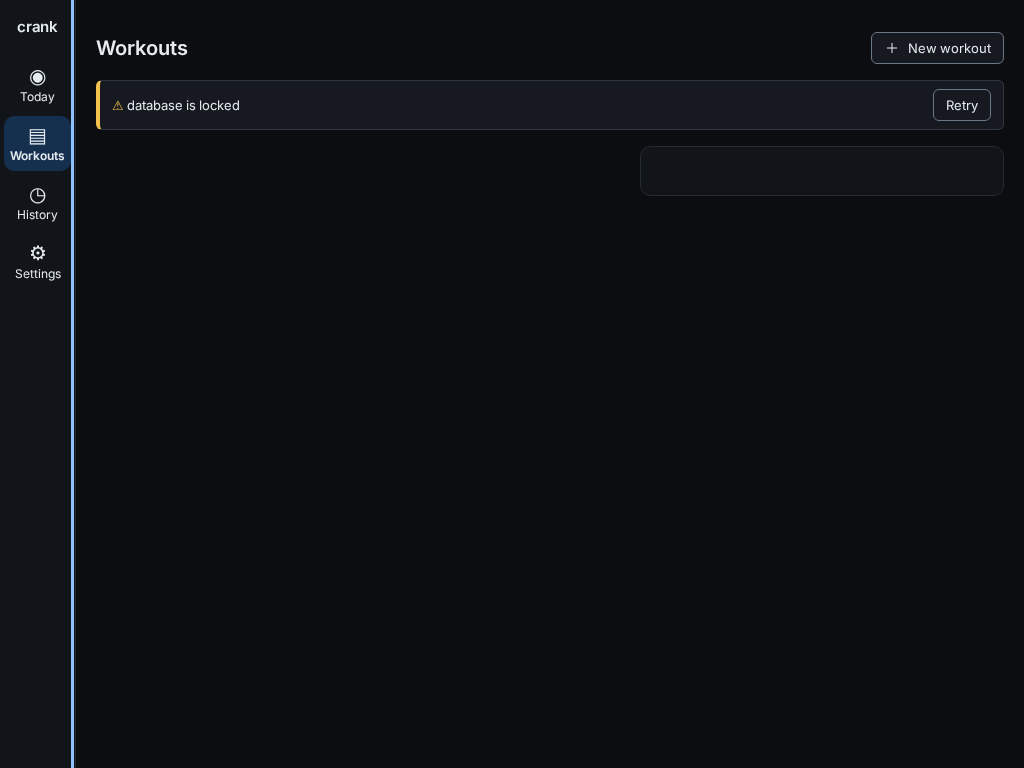 crank
Today
Workouts
History
Settings
Workouts
+ New workout
⚠ database is locked
Retry